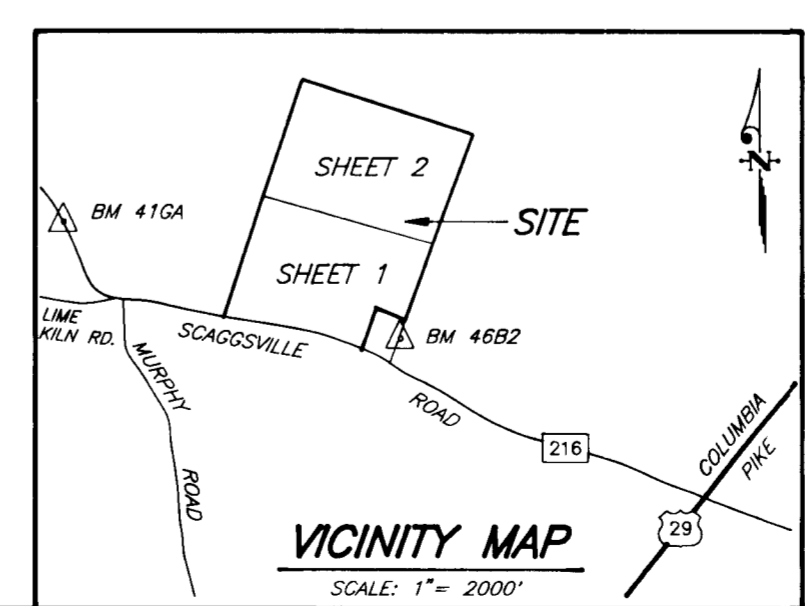 SHEET 2
N
BM 41GA
SITE
SHEET 1
LIME
KILN RD.
SCAGGSVILLE
ROAD
BM 46B2
MURPHY
ROAD
216
COLUMBIA
PIKE
29
VICINITY MAP
SCALE: 1"= 2000'